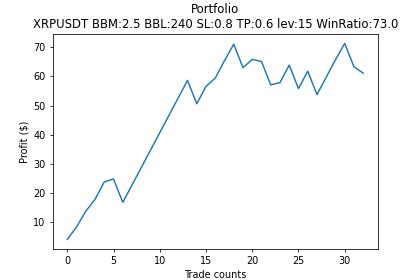 Portfolio
XRPUSDT BBM:2.5 BBL:240 SL:0.8 TP:0.6 lev:15 WinRatio:73.0
70
60
50
40
30
20
10
Profit ($)
0 5 10 15 20 25 30
Trade counts